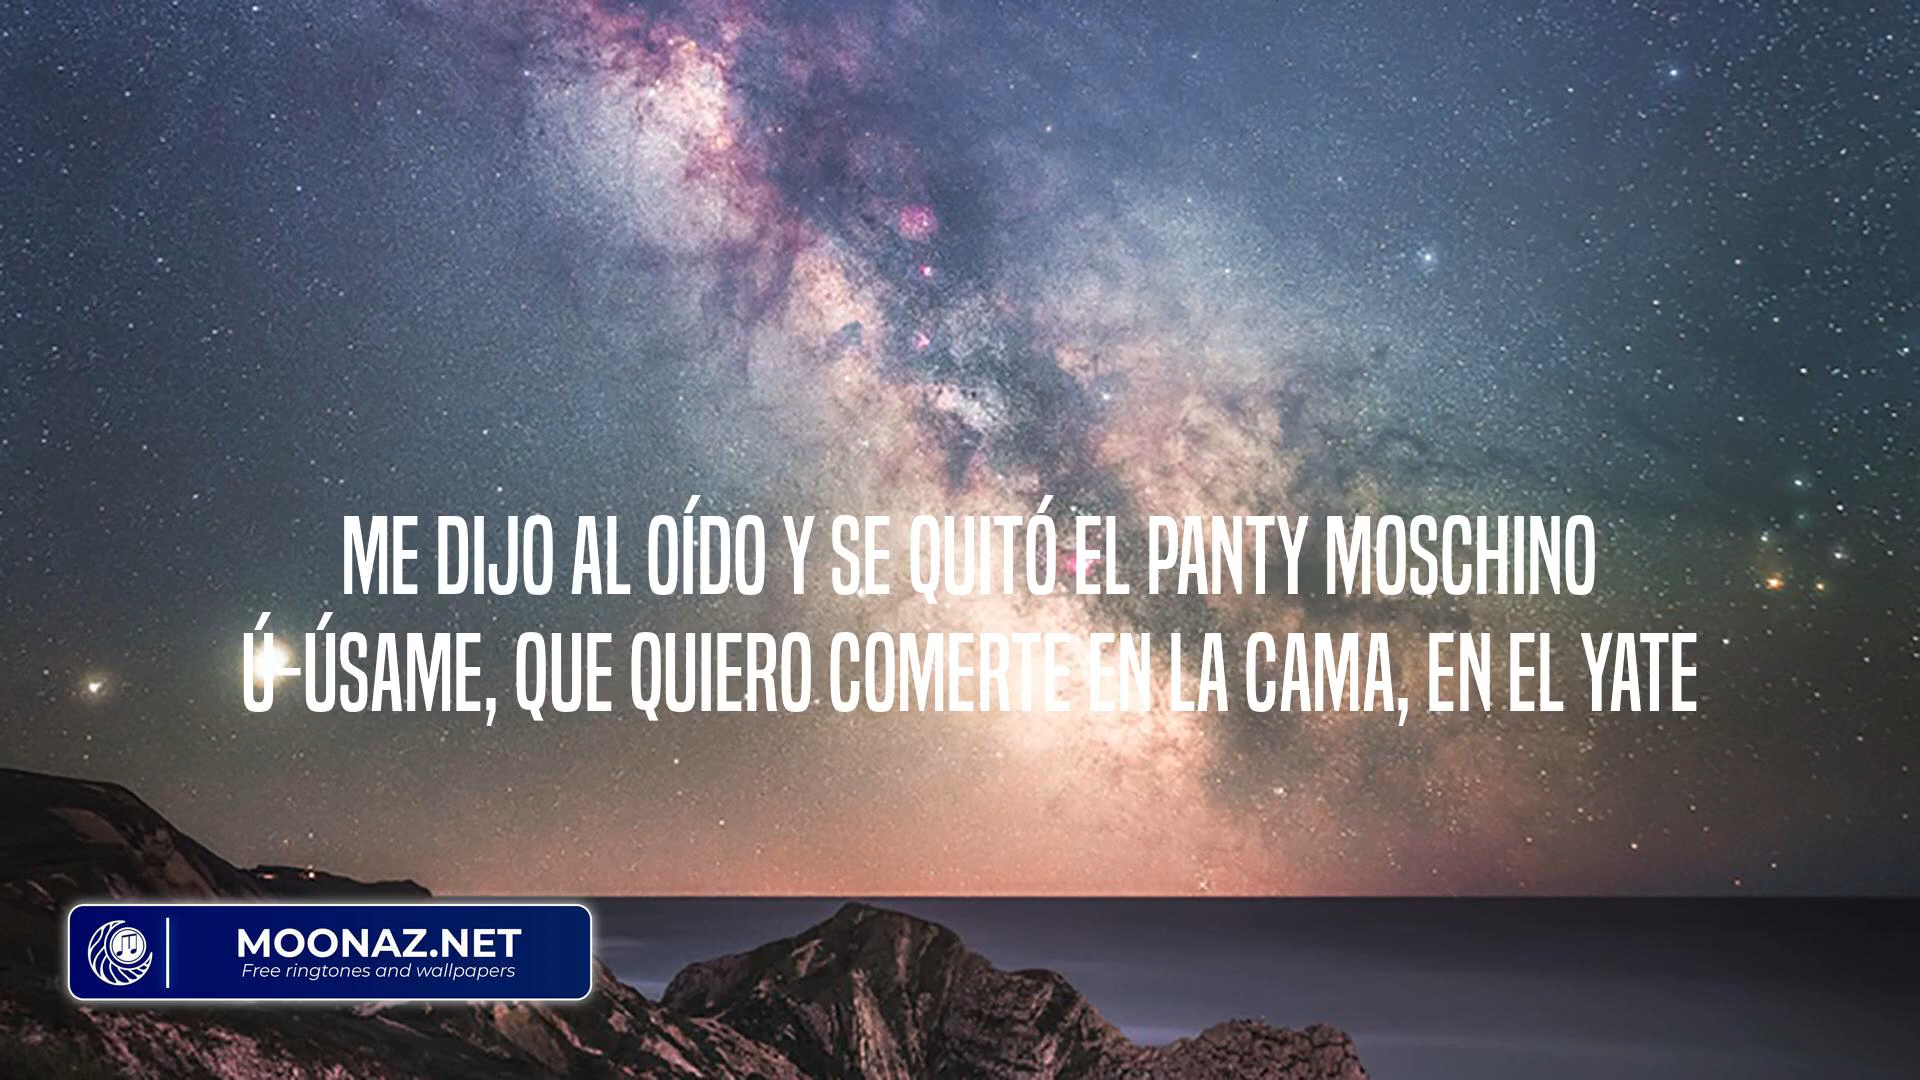 ME DIJO AL OÍDO Y SE QUITÓ EL PANTY MOSCHINO
Ú-ÚSAME, QUE QUIERO COMERTE EN LA CAMA, EN EL YATE
MOONAZ.NET
Free ringtones and wallpapers